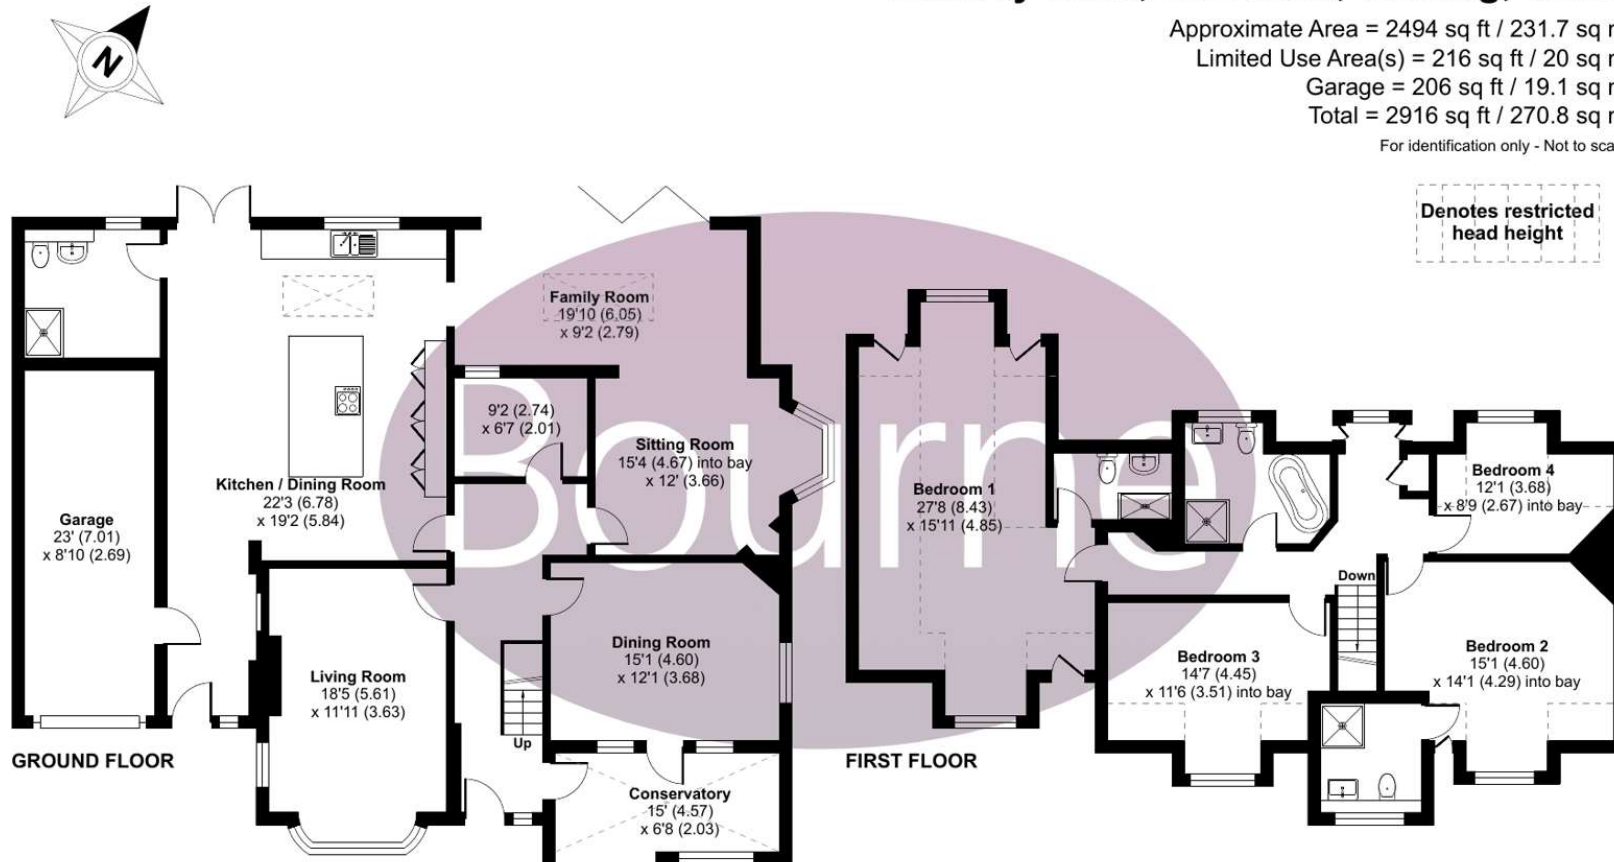 N
Approximate Area = 2494 sq ft / 231.7 sq
Limited Use Area(s) = 216 sq ft / 20 sq
Garage = 206 sq ft / 19.1 sq
Total = 2916 sq ft / 270.8 sq
For identification only - Not to
Denotes restricted
head height
Bourne
Family Room
19'10 (6.05)
x 9'2 (2.79)
9'2 (2.74)
x 6'7 (2.01)
Sitting Room
15'4 (4.67) into bay
x 12' (3.66)
Kitchen / Dining Room
22'3 (6.78)
x 19'2 (5.84)
Garage
23' (7.01)
x 8'10 (2.69)
Living Room
18'5 (5.61)
x 11'11 (3.63)
Dining Room
15'1 (4.60)
x 12'1 (3.68)
Up
Conservatory
15' (4.57)
x 6'8 (2.03)
GROUND FLOOR
Bedroom 1
27'8 (8.43)
x 15'11 (4.85)
Bedroom 4
12'1 (3.68)
x 8'9 (2.67) into bay
Down
Bedroom 3
14'7 (4.45)
x 11'6 (3.51) into bay
Bedroom 2
15'1 (4.60)
x 14'1 (4.29) into bay
FIRST FLOOR